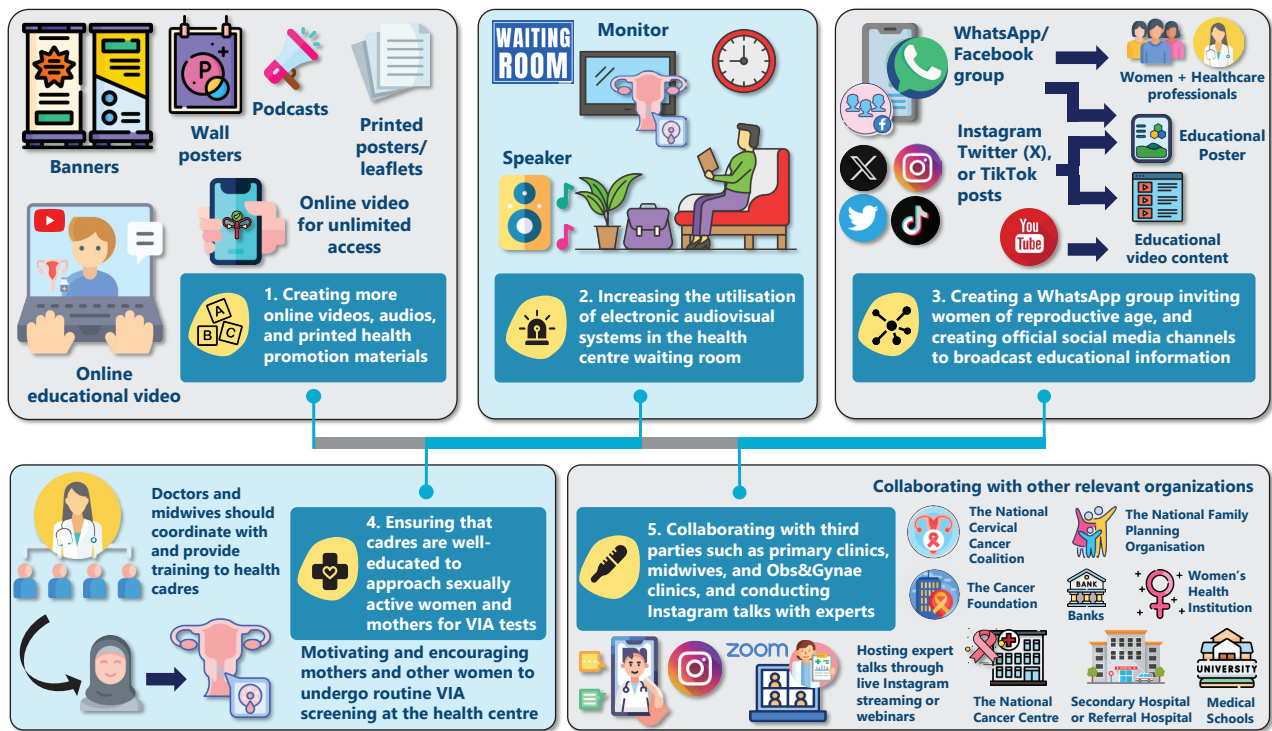 Banners
Wall
posters
P
Podcasts
Printed
posters/
leaflets
Online video
for unlimited
access
Online
educational video
A
B C
1. Creating more
online videos, audios,
and printed health
promotion materials
WAITING
ROOM
Monitor
Speaker
2. Increasing the utilisation
of electronic audiovisual
systems in the health
centre waiting room
WhatsApp/
Facebook
group
Women + Healthcare
professionals
Instagram
Twitter (X),
or TikTok
posts
Educational
Poster
You
Tube
Educational
video content
3. Creating a WhatsApp group inviting
women of reproductive age, and
creating official social media channels
to broadcast educational information
Doctors and
midwives should
coordinate with
and provide
training to health
cadres
4. Ensuring that
cadres are well-
educated to
approach sexually
active women and
mothers for VIA tests
Motivating and encouraging
mothers and other women to
undergo routine VIA
screening at the health centre
5. Collaborating with third
parties such as primary clinics,
midwives, and Obs&Gynae
clinics, and conducting
Instagram talks with experts
zoom
Hosting expert
talks through
live Instagram
streaming or
webinars
Collaborating with other relevant organizations
The National
Cervical
Cancer
Coalition
The National Family
Planning
Organisation
The Cancer
Foundation
BANK
Banks
Women's
Health
Institution
The National
Cancer Centre
Secondary Hospital
or Referral Hospital
UNIVERSITY
Medical
Schools